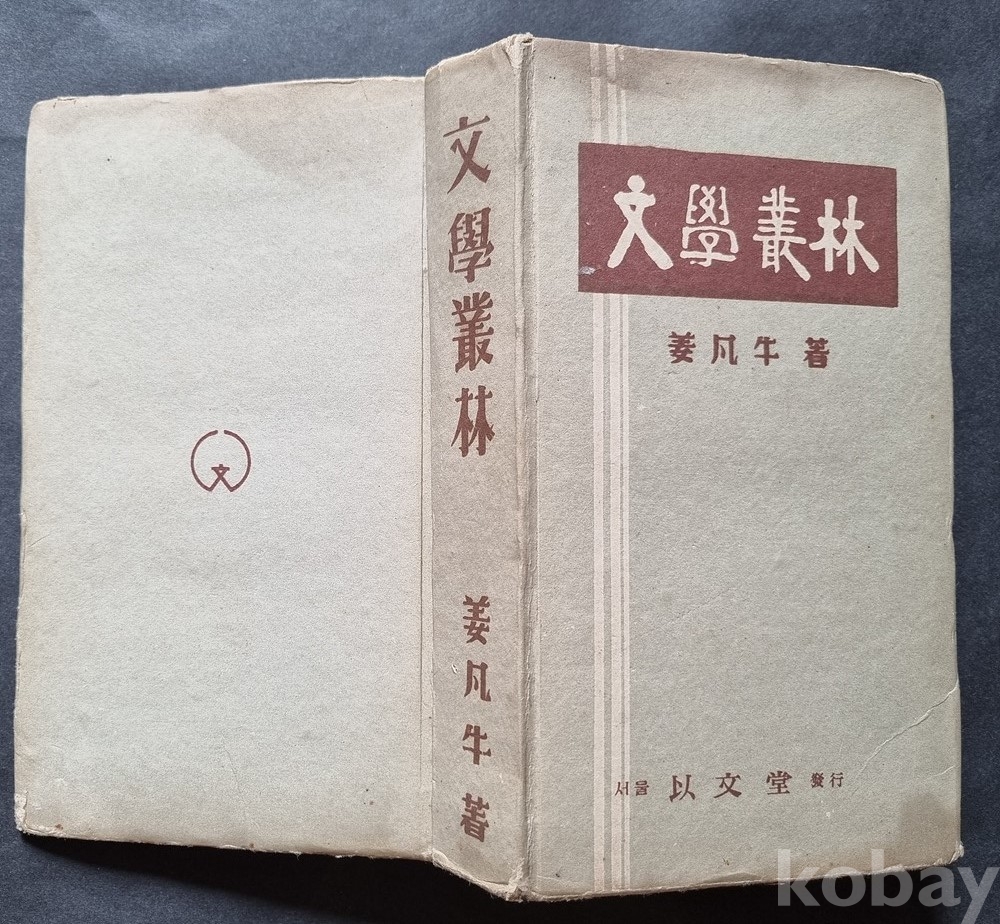 文學叢林
姜凡牛 著
서울 以文堂 發行
文學叢林
姜凡牛著
文
kobay